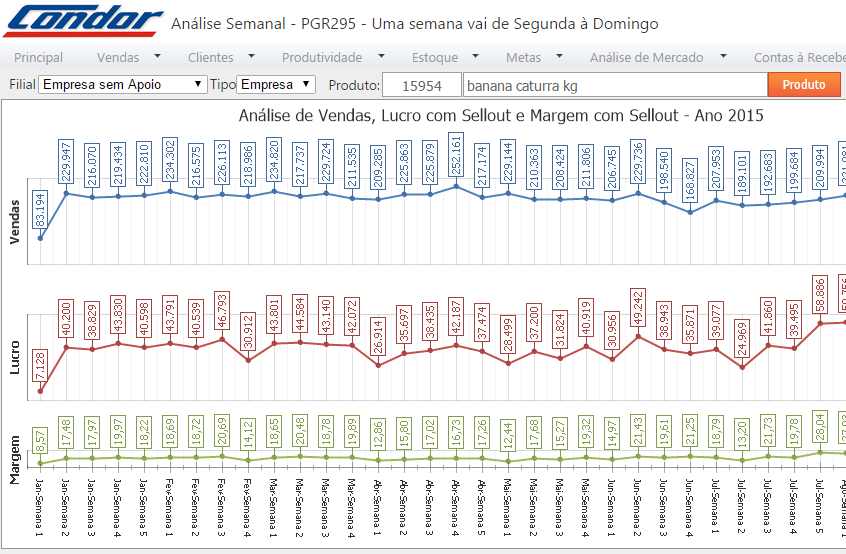 Condor
Análise Semanal - PGR295 - Uma semana vai de Segunda à Domingo
Principal Vendas Clientes Produtividade Estoque Metas Análise de Mercado Contas à Recebe
Filial Empresa sem Apoio Tipo Empresa Produto: 15954 banana caturra kg Produto
Análise de Vendas, Lucro com Sellout e Margem com Sellout - Ano 2015
Vendas
83.194 229.947 216.070 219.434 222.810 234.302 216.575 226.113 218.986 234.820 217.737 229.724 211.535 209.285 225.863 225.879 252.161 217.174 229.144 210.363 208.424 211.806 206.745 229.736 198.540 168.827 207.953 189.101 192.683 199.684 209.994
Lucro
7.128 40.200 38.829 43.830 40.598 43.791 40.539 46.793 30.912 43.801 44.584 43.140 42.072 26.914 35.697 38.435 42.187 37.474 28.499 37.200 31.824 40.919 30.956 49.242 38.943 35.871 39.077 24.969 41.860 39.495 58.886
Margem
8,57 17,48 17,97 19,97 18,22 18,69 18,72 20,69 14,12 18,65 20,48 18,78 19,89 12,86 15,80 17,02 16,73 17,26 12,44 17,68 15,27 19,32 14,97 21,43 19,61 21,25 18,79 13,20 21,73 19,78 28,04
Jan-Semana 1 Jan-Semana 2 Jan-Semana 3 Jan-Semana 4 Jan-Semana 5 Fev-Semana 1 Fev-Semana 2 Fev-Semana 3 Fev-Semana 4 Mar-Semana 1 Mar-Semana 2 Mar-Semana 3 Mar-Semana 4 Abr-Semana 1 Abr-Semana 2 Abr-Semana 3 Abr-Semana 4 Abr-Semana 5 Mai-Semana 1 Mai-Semana 2 Mai-Semana 3 Mai-Semana 4 Jun-Semana 1 Jun-Semana 2 Jun-Semana 3 Jun-Semana 4 Jul-Semana 1 Jul-Semana 2 Jul-Semana 3 Jul-Semana 4 Jul-Semana 5